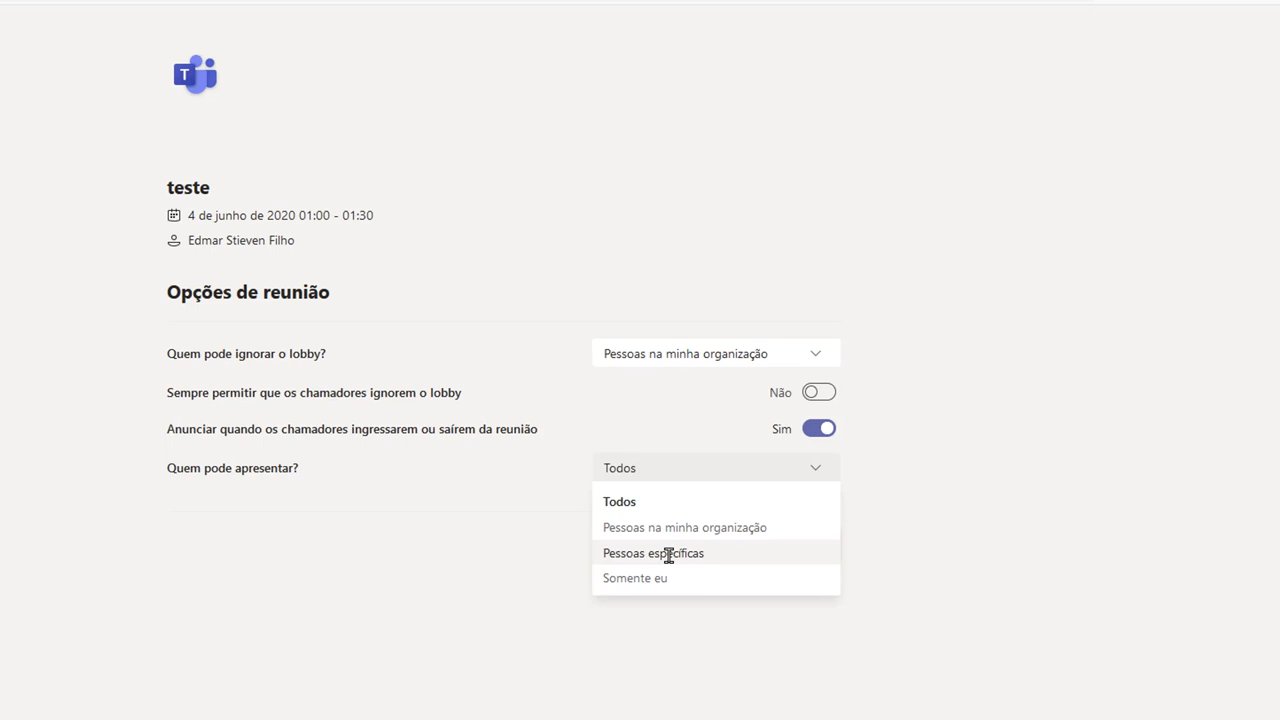 T
teste
4 de junho de 2020 01:00 - 01:30
Edmar Stieven Filho
Opções de reunião
Quem pode ignorar o lobby? Pessoas na minha organização
Sempre permitir que os chamadores ignorem o lobby Não
Anunciar quando os chamadores ingressarem ou saírem da reunião Sim
Quem pode apresentar? Todos
Todos
Pessoas na minha organização
Pessoas específicas
Somente eu